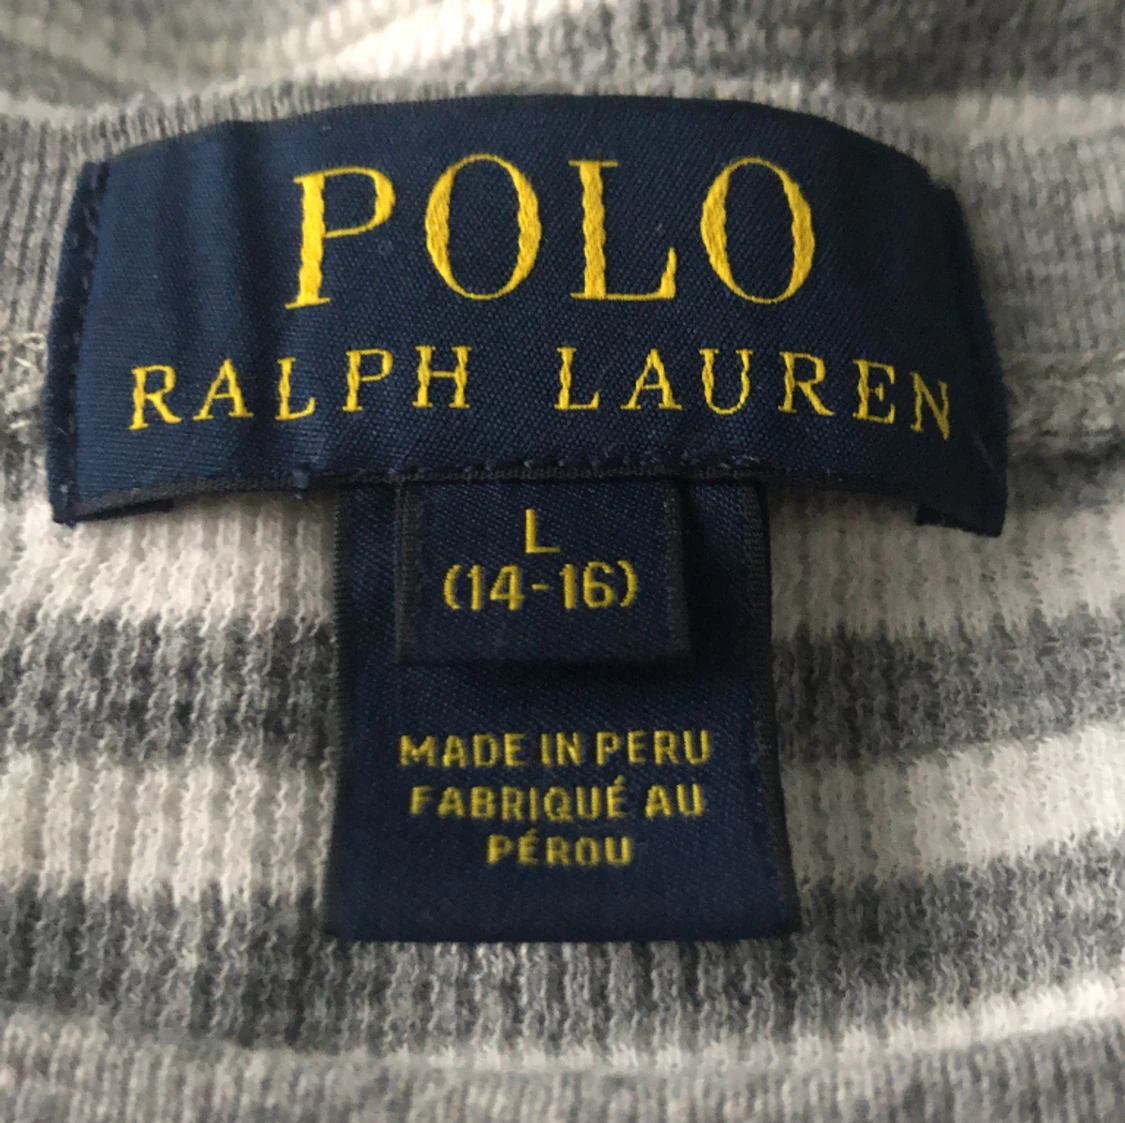 POLO
RALPH LAUREN
L
(14-16)
MADE IN PERU
FABRIQUÉ AU
PÉROU